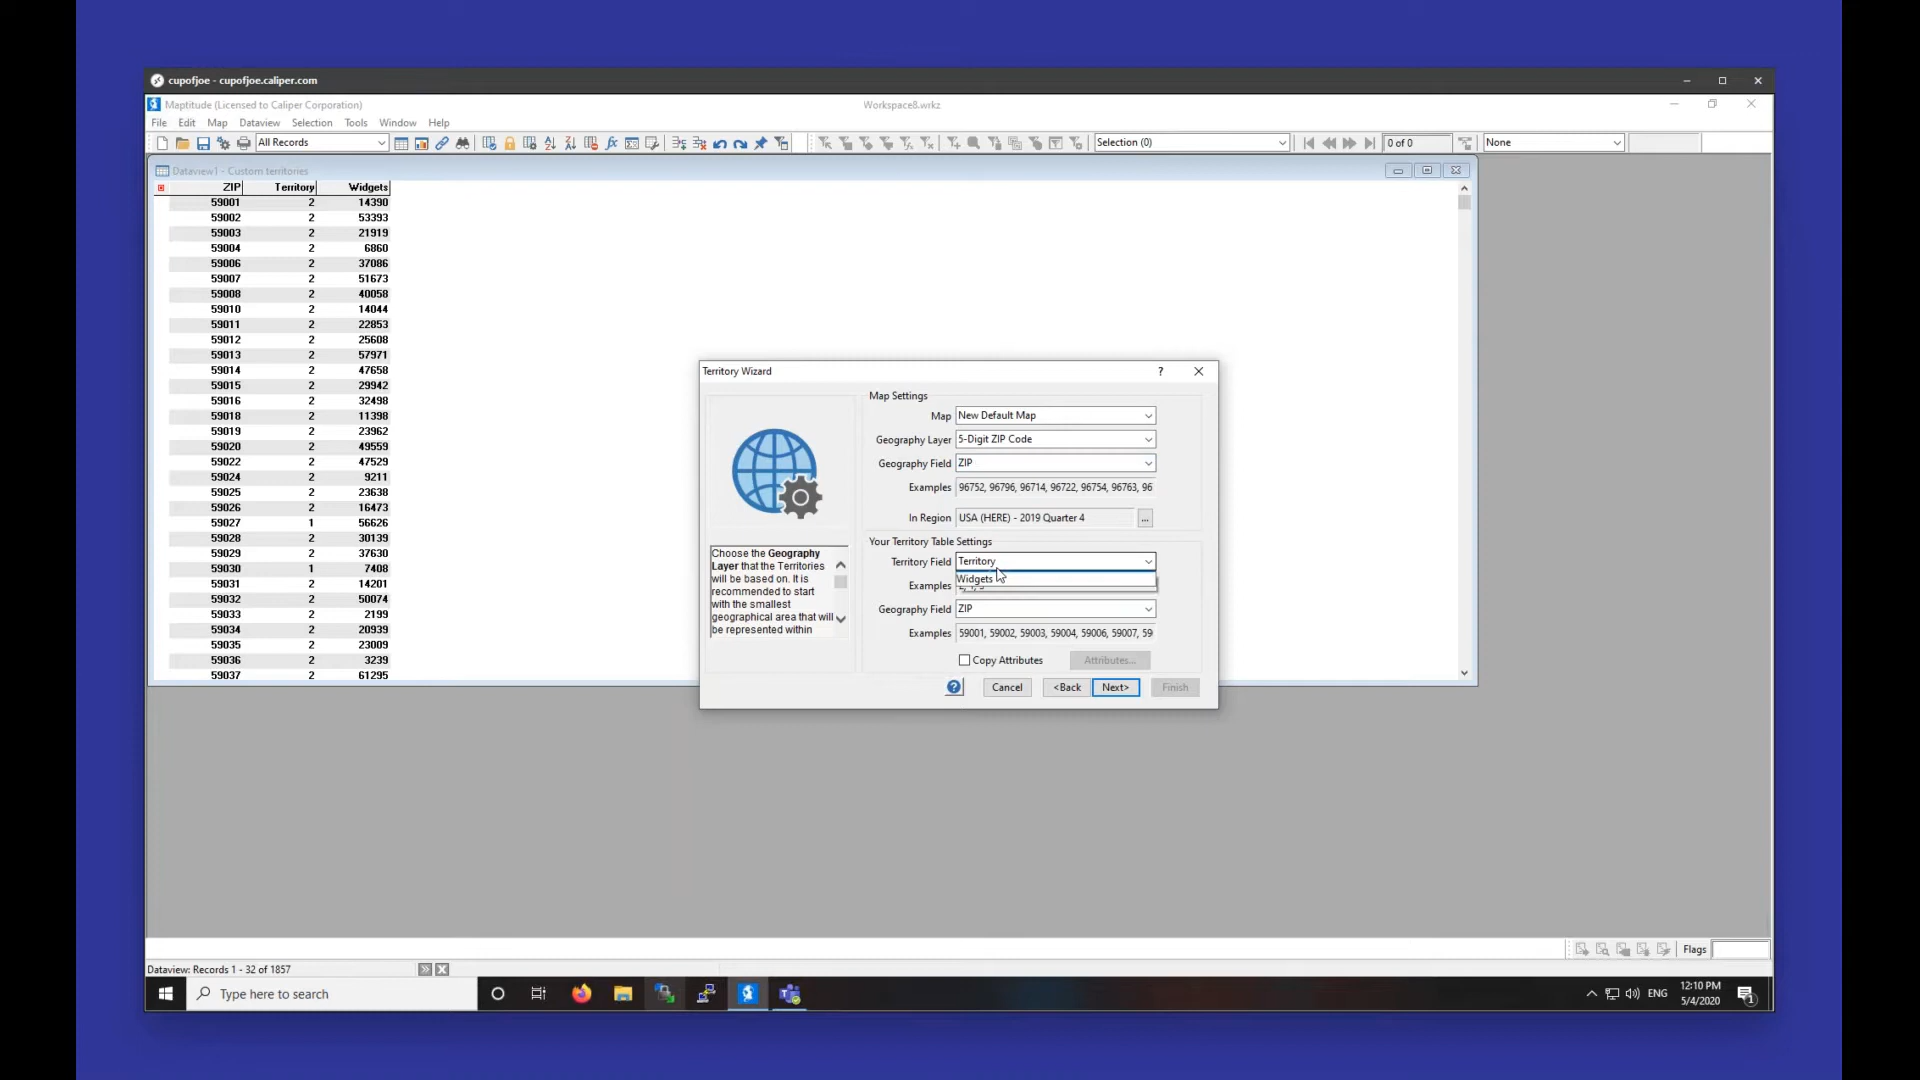 cupofjoe - cupofjoe.caliper.com
Maptitude (Licensed to Caliper Corporation)
Workspace8.wrkz
File Edit Map Dataview Selection Tools Window Help
All Records
Selection (0)
0 of 0
None
Dataview1 - Custom territories
ZIP Territory Widgets
59001 2 14390
59002 2 53393
59003 2 21919
59004 2 6860
59006 2 37086
59007 2 51673
59008 2 40058
59010 2 14044
59011 2 22853
59012 2 25608
59013 2 57971
59014 2 47658
59015 2 29942
59016 2 32498
59018 2 11398
59019 2 23962
59020 2 49559
59022 2 47529
59024 2 9211
59025 2 23638
59026 2 16473
59027 1 56626
59028 2 30139
59029 2 37630
59030 1 7408
59031 2 14201
59032 2 50074
59033 2 2199
59034 2 20939
59035 2 23009
59036 2 3239
59037 2 61295
Territory Wizard
Choose the Geography
Layer that the Territories
will be based on. It is
recommended to start
with the smallest
geographical area that will
be represented within
Map Settings
Map New Default Map
Geography Layer 5-Digit ZIP Code
Geography Field ZIP
Examples 96752, 96796, 96714, 96722, 96754, 96763, 96
In Region USA (HERE) - 2019 Quarter 4 ...
Your Territory Table Settings
Territory Field Territory
Widgets
Examples
Geography Field ZIP
Examples 59001, 59002, 59003, 59004, 59006, 59007, 59
Copy Attributes Attributes...
Cancel <Back Next> Finish
Flags
Dataview: Records 1 - 32 of 1857
Type here to search
ENG
12:10 PM
5/4/2020
1